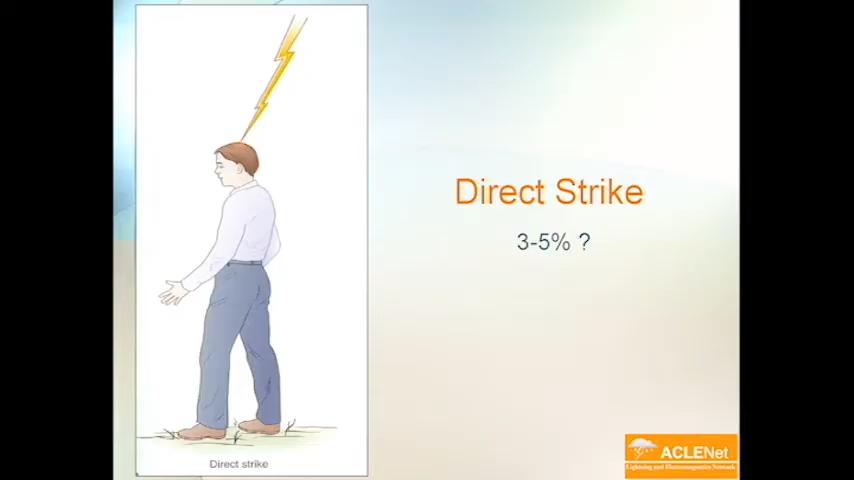 Direct Strike
3-5% ?
Direct strike
ACLENet
Lightning and Electromagnetics Network